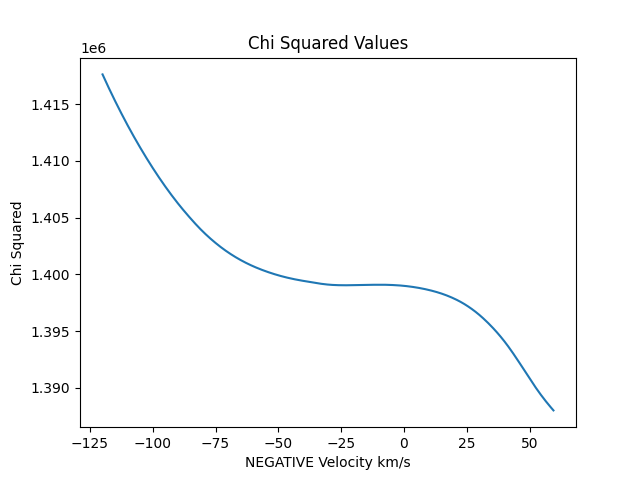 Chi Squared Values
1e6
1.415
1.410
1.405
1.400
1.395
1.390
Chi Squared
−125 −100 −75 −50 −25 0 25 50
NEGATIVE Velocity km/s